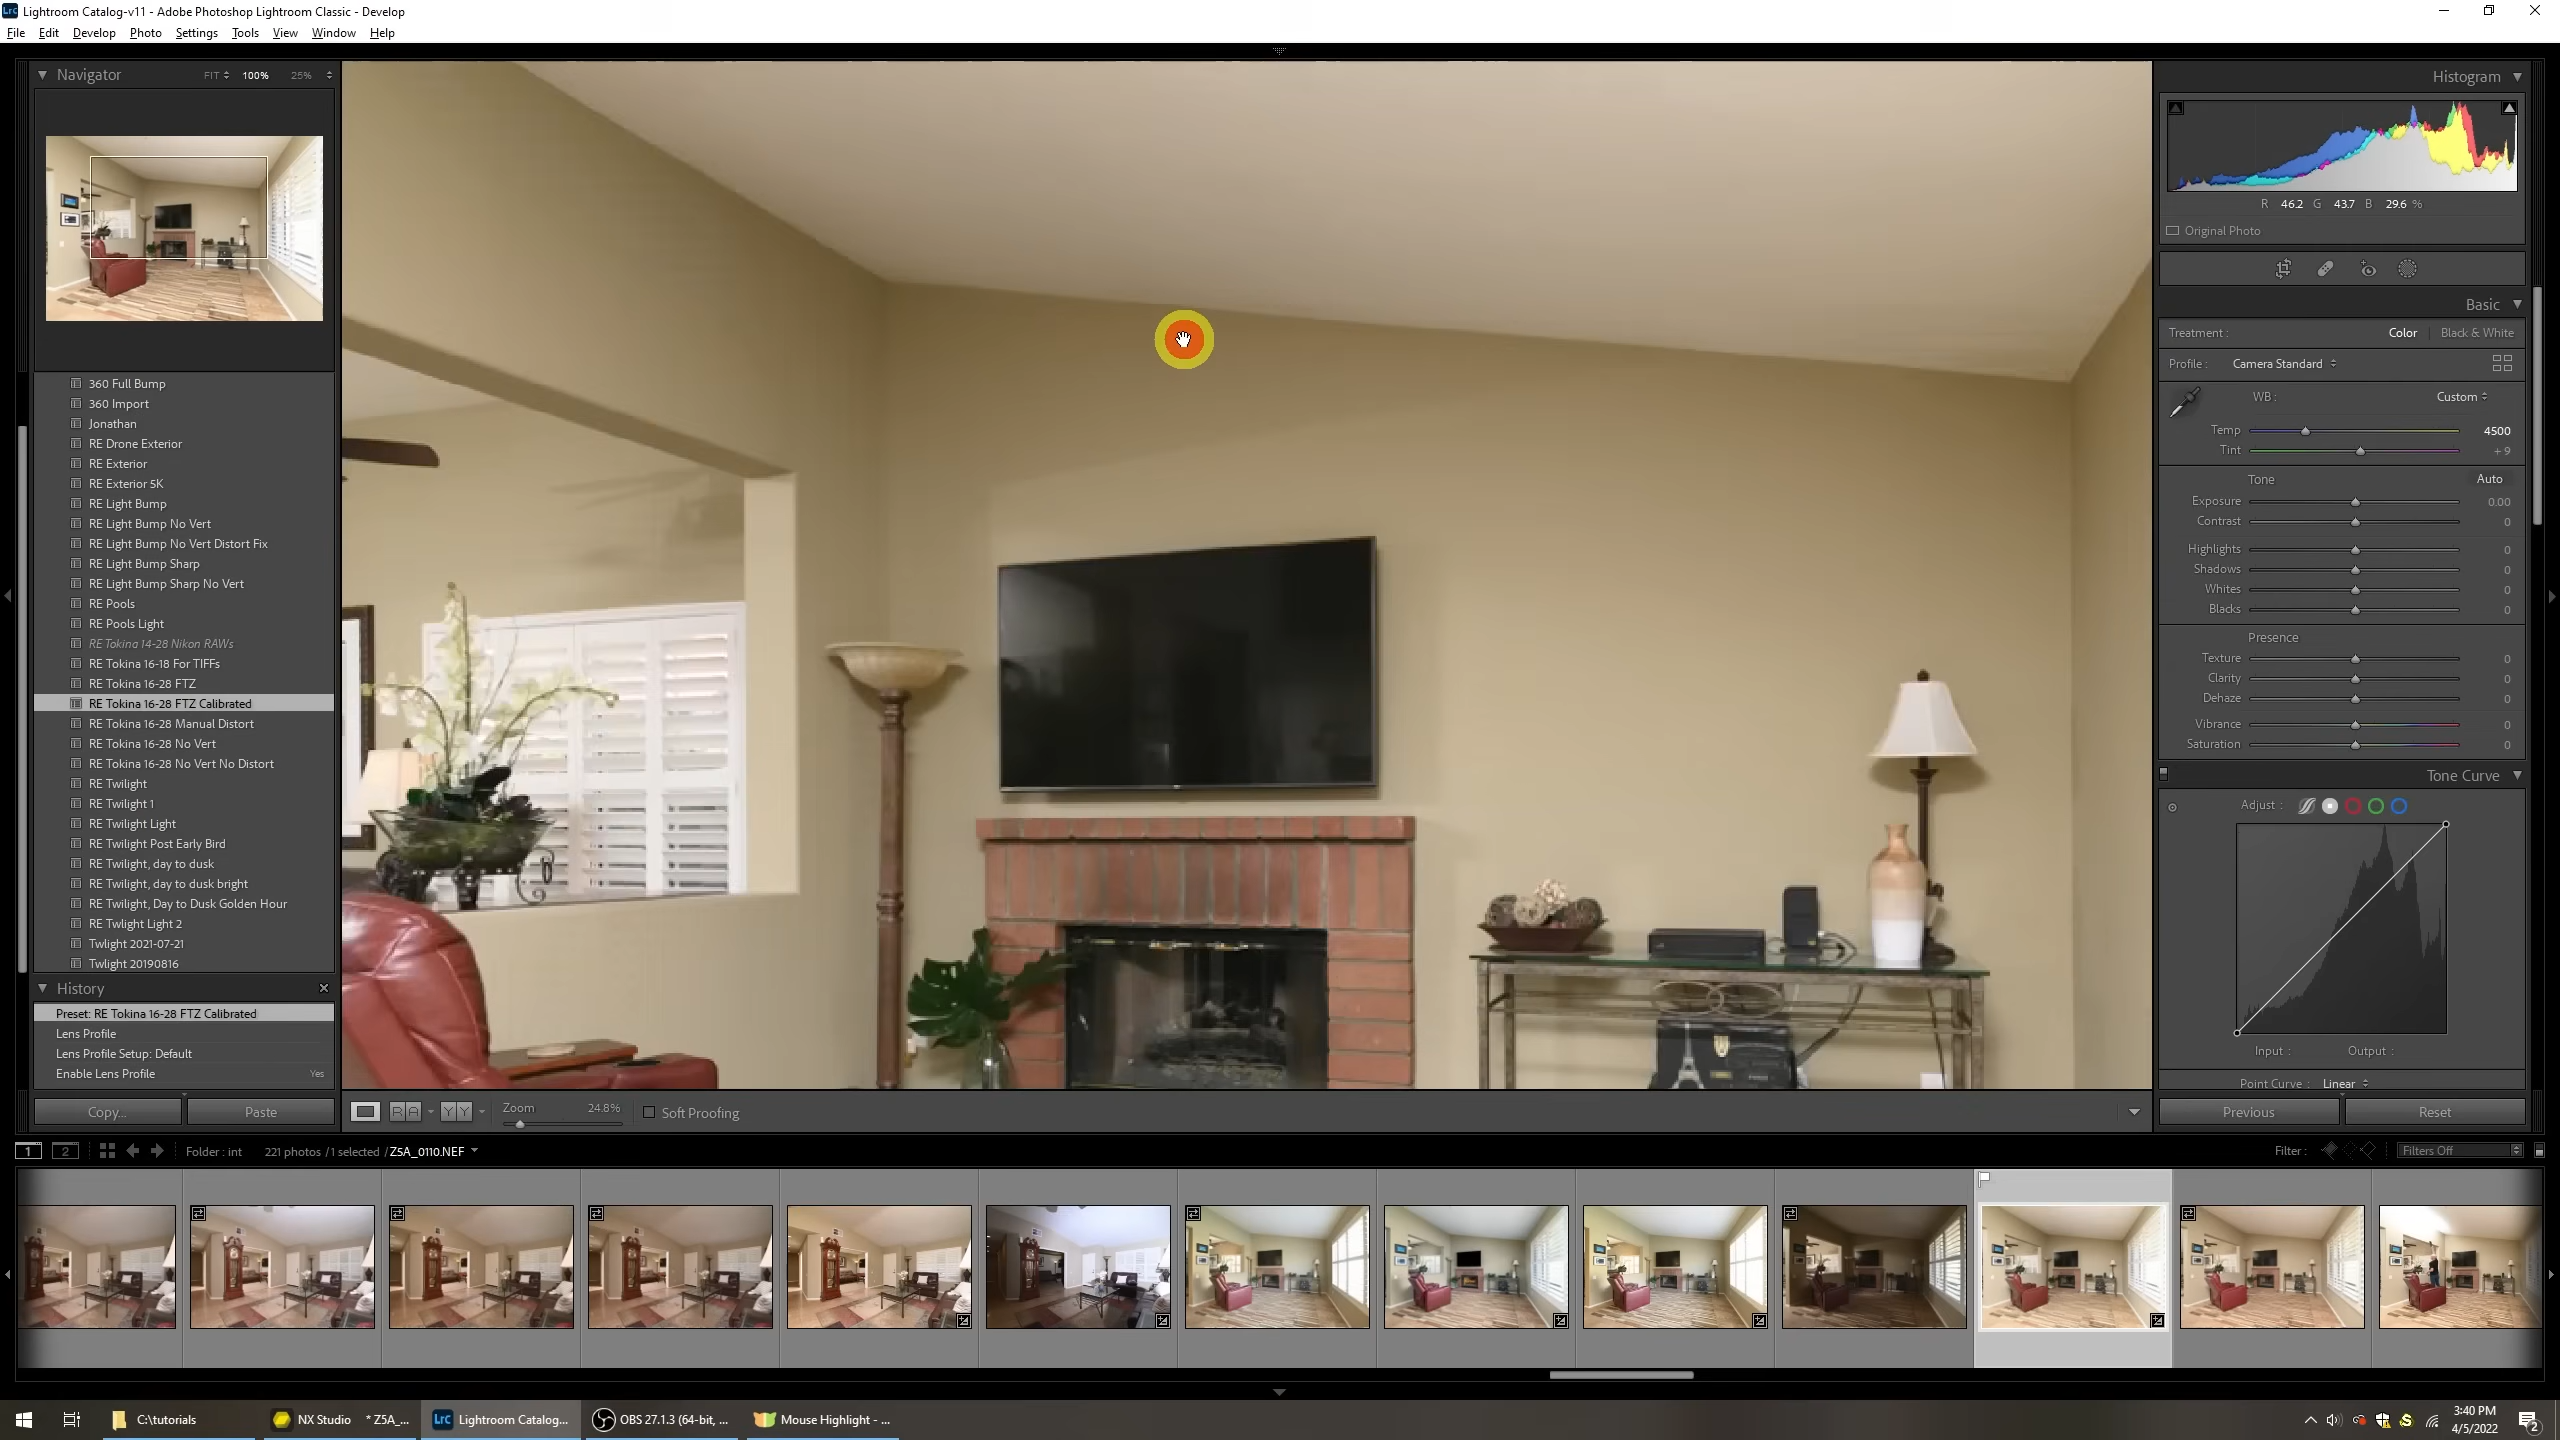 Lightroom Catalog-v11 - Adobe Photoshop Lightroom Classic - Develop
File Edit Develop Photo Settings Tools View Window Help
Navigator FIT 100% 25%
360 Full Bump
360 Import
Jonathan
RE Drone Exterior
RE Exterior
RE Exterior 5K
RE Light Bump
RE Light Bump No Vert
RE Light Bump No Vert Distort Fix
RE Light Bump Sharp
RE Light Bump Sharp No Vert
RE Pools
RE Pools Light
RE Tokina 14-28 Nikon RAWs
RE Tokina 16-18 For TIFFs
RE Tokina 16-28 FTZ
RE Tokina 16-28 FTZ Calibrated
RE Tokina 16-28 Manual Distort
RE Tokina 16-28 No Vert
RE Tokina 16-28 No Vert No Distort
RE Twilight
RE Twilight 1
RE Twilight Light
RE Twilight Post Early Bird
RE Twilight, day to dusk
RE Twilight, day to dusk bright
RE Twilight, Day to Dusk Golden Hour
RE Twlight Light 2
Twlight 2021-07-21
Twlight 20190816
History
Preset: RE Tokina 16-28 FTZ Calibrated
Lens Profile
Lens Profile Setup: Default
Enable Lens Profile Yes
Copy... Paste
Zoom 24.8% Soft Proofing
Histogram
R 46.2 G 43.7 B 29.6 %
Original Photo
Basic
Treatment : Color Black & White
Profile : Camera Standard
WB : Custom
Temp 4500
Tint + 9
Tone Auto
Exposure 0.00
Contrast 0
Highlights 0
Shadows 0
Whites 0
Blacks 0
Presence
Texture 0
Clarity 0
Dehaze 0
Vibrance 0
Saturation 0
Tone Curve
Adjust :
Input : Output :
Point Curve : Linear
Previous Reset
1 2 Folder : int 221 photos /1 selected /Z5A_0110.NEF Filter : Filters Off
C:\tutorials NX Studio * Z5A_... Lrc Lightroom Catalog... OBS 27.1.3 (64-bit, ... Mouse Highlight - ... 3:40 PM
4/5/2022 2